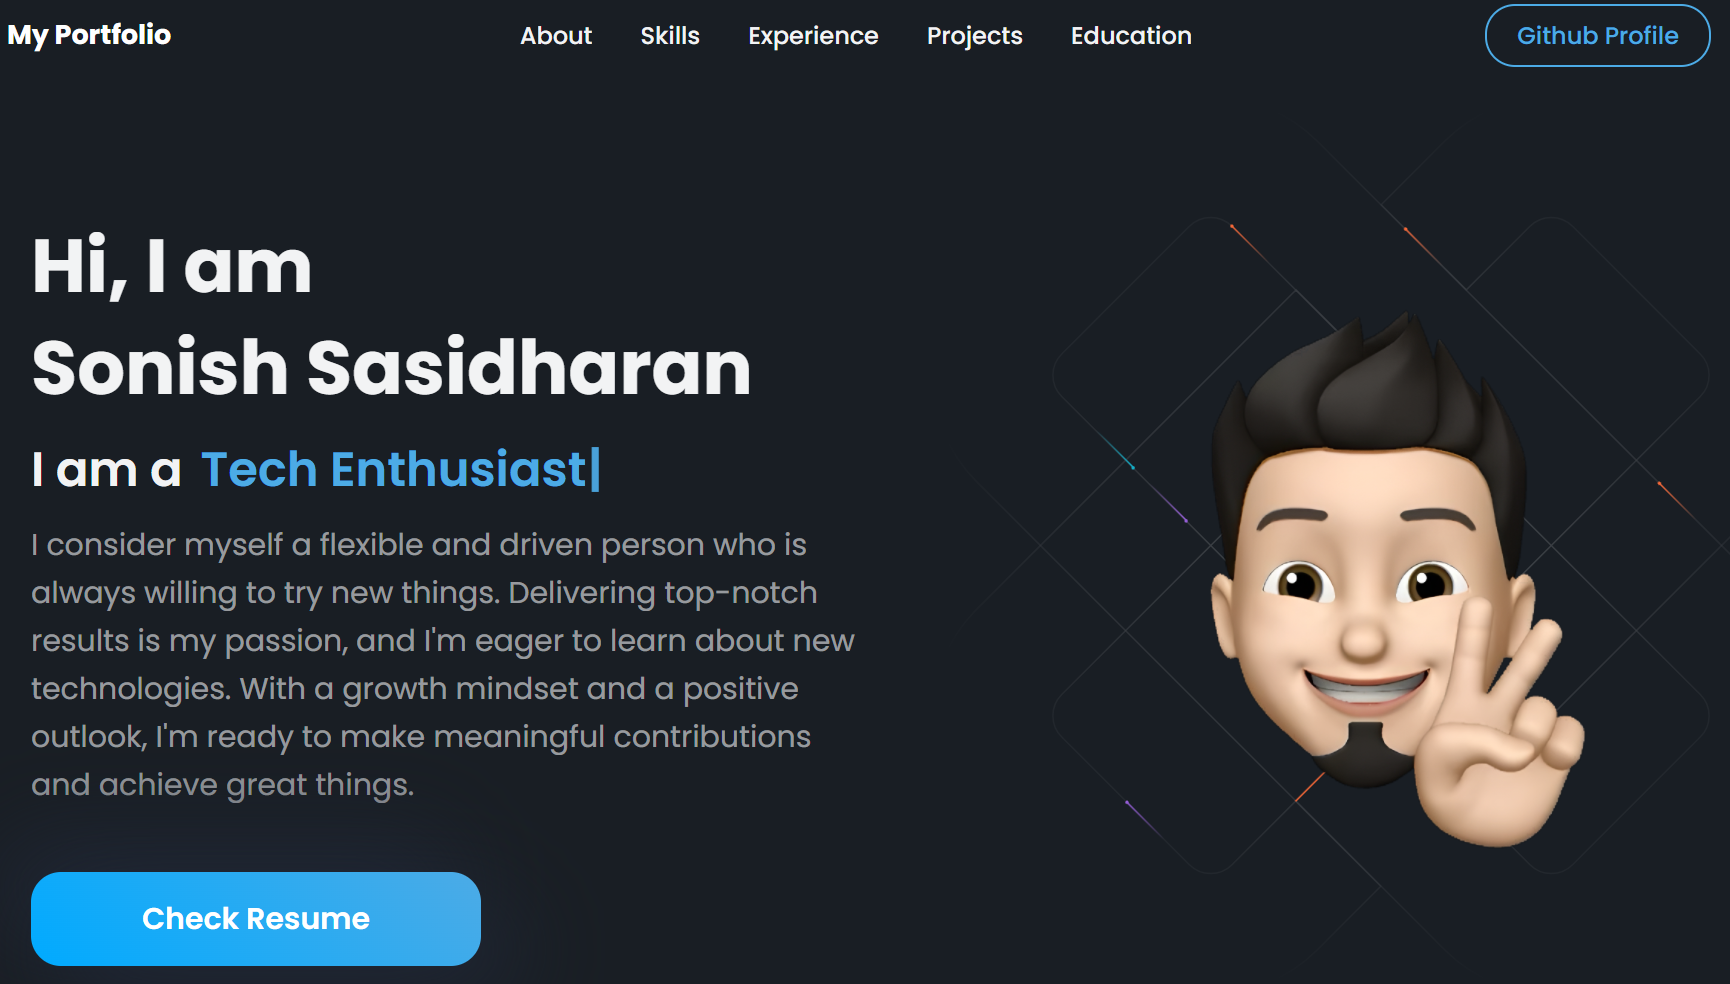 My Portfolio
About Skills Experience Projects Education
Github Profile
Hi, I am
Sonish Sasidharan
I am a Tech Enthusiast|
I consider myself a flexible and driven person who is
always willing to try new things. Delivering top-notch
results is my passion, and I'm eager to learn about new
technologies. With a growth mindset and a positive
outlook, I'm ready to make meaningful contributions
and achieve great things.
Check Resume